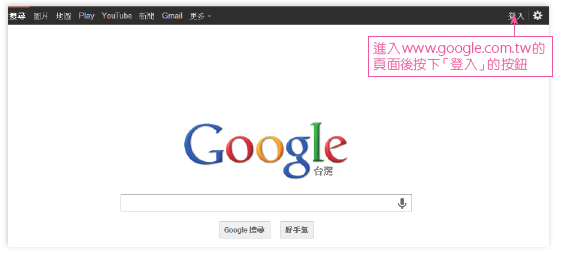 搜尋 圖片 地圖 Play YouTube 新聞 Gmail 更多 登入
進入www.google.com.tw的
頁面後按下「登入」的按鈕
Google
台灣
Google 搜尋 好手氣